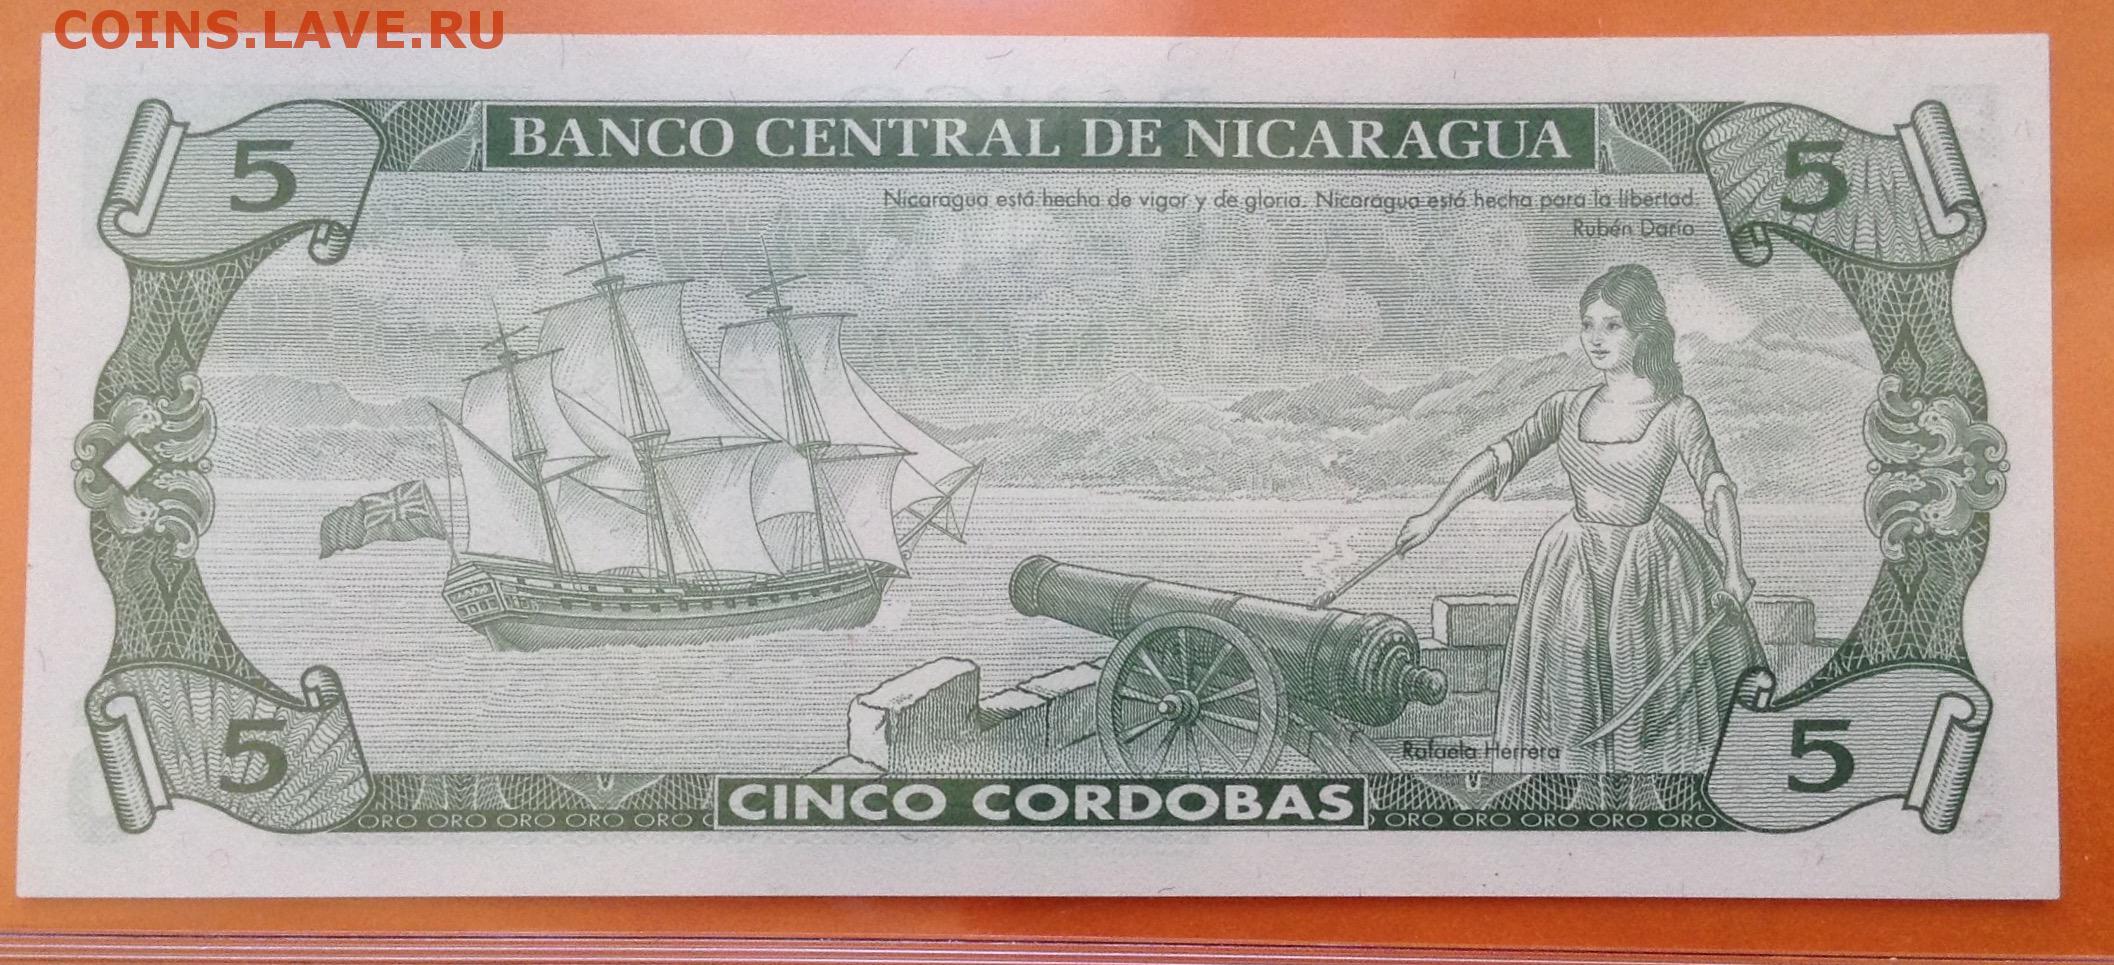 COINS.LAVE.RU
BANCO CENTRAL DE NICARAGUA
5
5
Nicaragua está hecha de vigor y de gloria. Nicaragua está hecha para la libertad.
Rubén Darío
Rafaela Herrera
5
5
CINCO CORDOBAS
ORO ORO ORO ORO ORO ORO ORO ORO ORO ORO